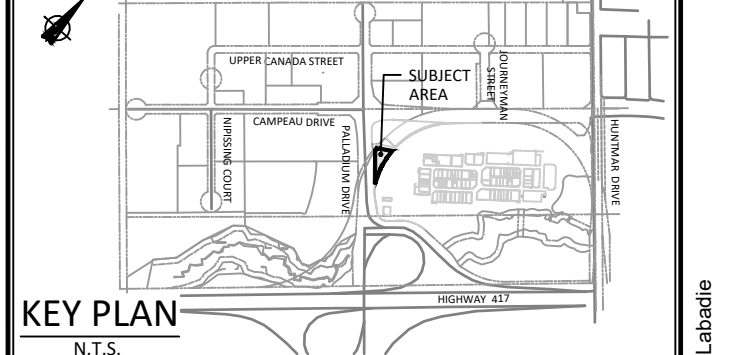 UPPER CANADA STREET
SUBJECT
AREA
JOURNEYMAN
STREET
NIPISSING COURT
CAMPEAU DRIVE
PALLADIUM DRIVE
HUNTMAR DRIVE
HIGHWAY 417
KEY PLAN
N.T.S.
Labadie